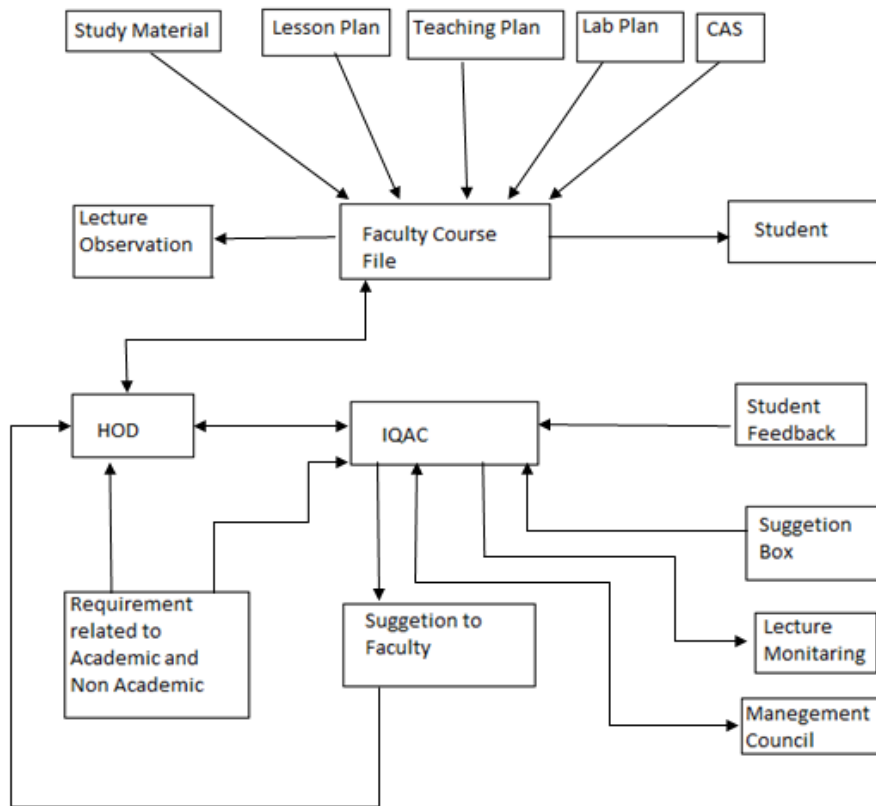 Study Material
Lesson Plan
Teaching Plan
Lab Plan
CAS
Lecture
Observation
Faculty Course
File
Student
HOD
IQAC
Student
Feedback
Suggetion
Box
Requirement
related to
Academic and
Non Academic
Suggetion to
Faculty
Lecture
Monitaring
Manegement
Council